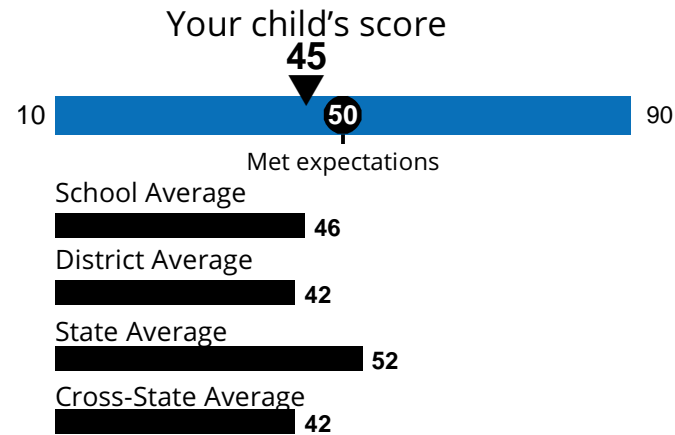 Your child’s score
45
10 50 90
Met expectations
School Average
46
District Average
42
State Average
52
Cross-State Average
42